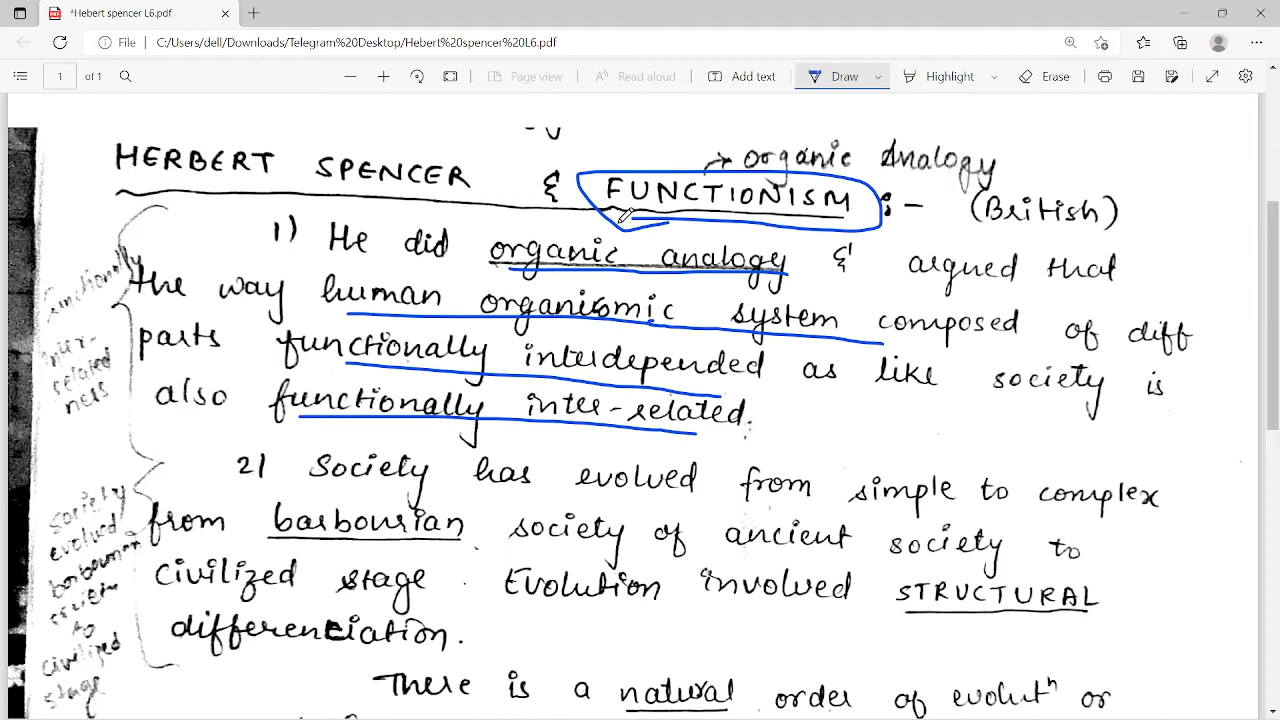 *Hebert spencer L6.pdf
File C:/Users/dell/Downloads/Telegram%20Desktop/Hebert%20spencer%20L6.pdf
1 of 1 Page view Read aloud Add text Draw Highlight Erase
→ Organic Analogy
HERBERT SPENCER & FUNCTIONISM :- (British)
1) He did organic analogy & argued that
the way human organismic system composed of diff
parts functionally interdepended as like society is
also functionally inter-related.
functionally
inter-
related
ness
2) Society has evolved from simple to complex
from barbourian society of ancient society to
civilized stage. Evolution involved STRUCTURAL
differenciation.
society
evolved
barbourian
society
to
civilized
stage
There is a natural order of evolutⁿ or